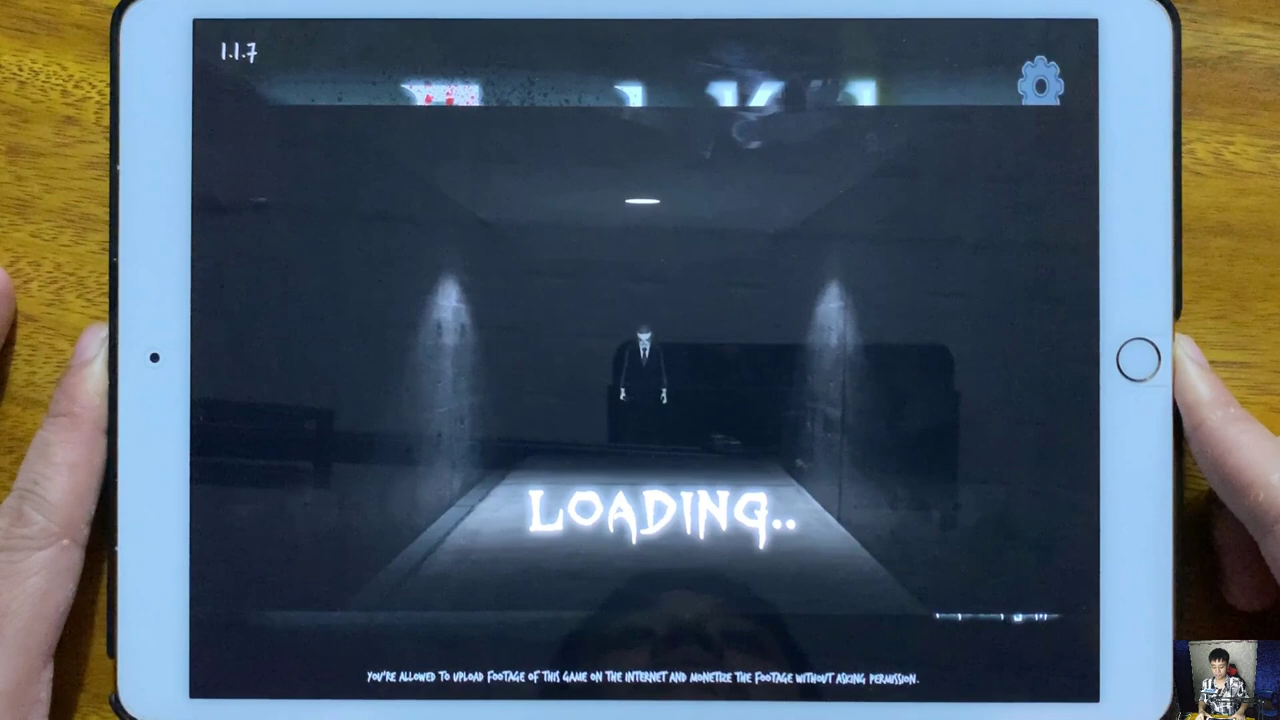 1.1.7
LOADING..
YOU'RE ALLOWED TO UPLOAD FOOTAGE OF THIS GAME ON THE INTERNET AND MONETIZE THE FOOTAGE WITHOUT ASKING PERMISSION.